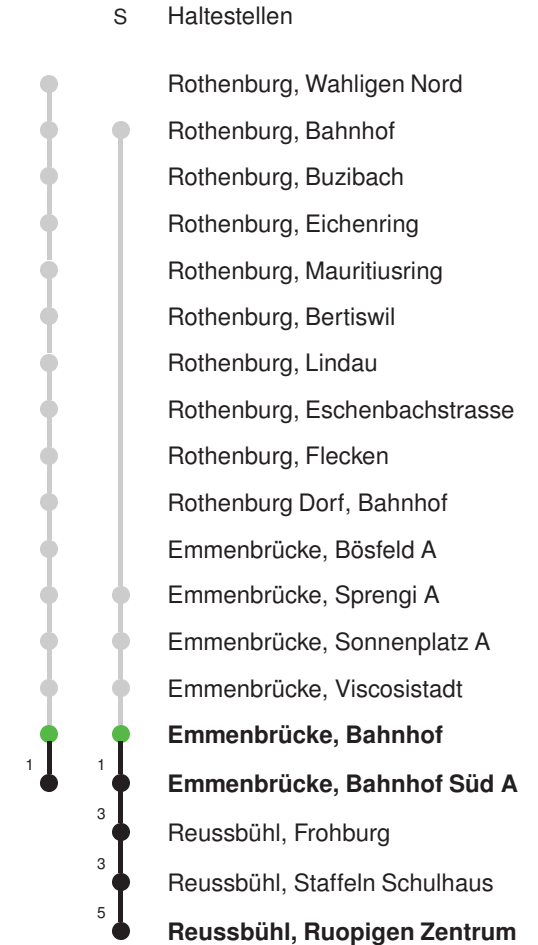 S Haltestellen
Rothenburg, Wahligen Nord
Rothenburg, Bahnhof
Rothenburg, Buzibach
Rothenburg, Eichenring
Rothenburg, Mauritiusring
Rothenburg, Bertiswil
Rothenburg, Lindau
Rothenburg, Eschenbachstrasse
Rothenburg, Flecken
Rothenburg Dorf, Bahnhof
Emmenbrücke, Bösfeld A
Emmenbrücke, Sprengi A
Emmenbrücke, Sonnenplatz A
Emmenbrücke, Viscosistadt
Emmenbrücke, Bahnhof
1 1 Emmenbrücke, Bahnhof Süd A
3 Reussbühl, Frohburg
3 Reussbühl, Staffeln Schulhaus
5 Reussbühl, Ruopigen Zentrum